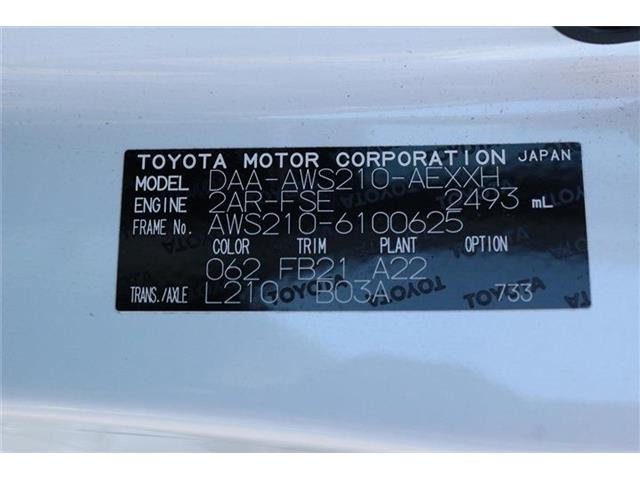 TOYOTA MOTOR CORPORATION JAPAN
MODEL DAA-AWS210-AEXXH
ENGINE 2AR-FSE 2493 mL
FRAME No. AWS210-6100625
COLOR TRIM PLANT OPTION
062 FB21 A22
TRANS./AXLE L210 B03A 733